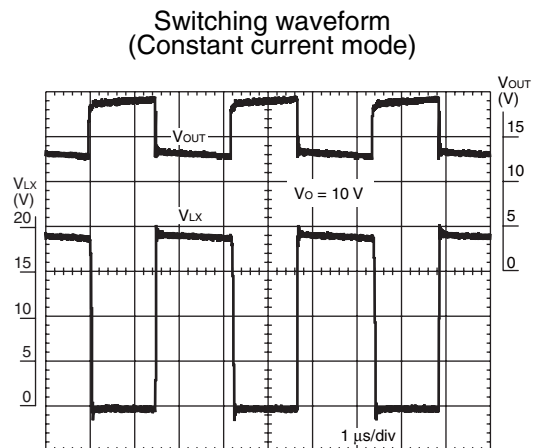 Switching waveform
(Constant current mode)
VOUT
(V)
15
10
5
0
VOUT
VO = 10 V
VLX
(V)
20
15
10
5
0
VLX
1 µs/div